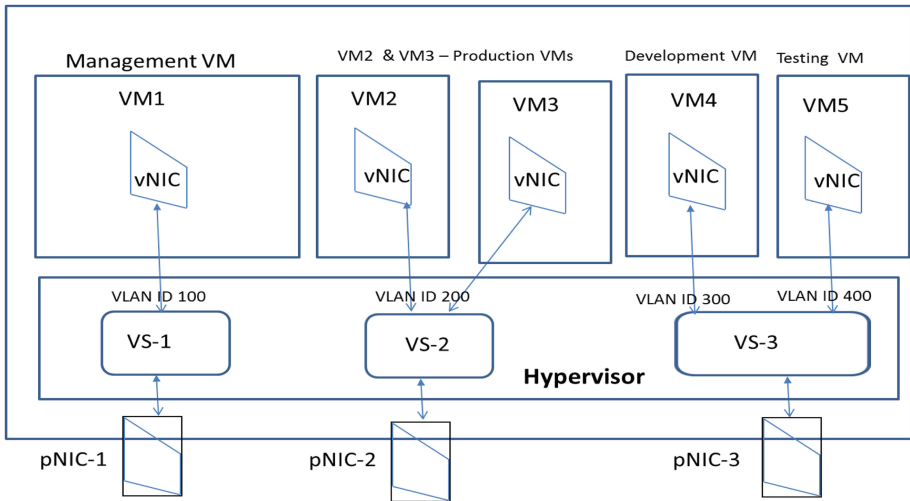 Management VM
VM2 & VM3 – Production VMs
Development VM
Testing VM
VM1
VM2
VM3
VM4
VM5
vNIC
vNIC
vNIC
vNIC
vNIC
VLAN ID 100
VLAN ID 200
VLAN ID 300
VLAN ID 400
VS-1
VS-2
VS-3
Hypervisor
pNIC-1
pNIC-2
pNIC-3